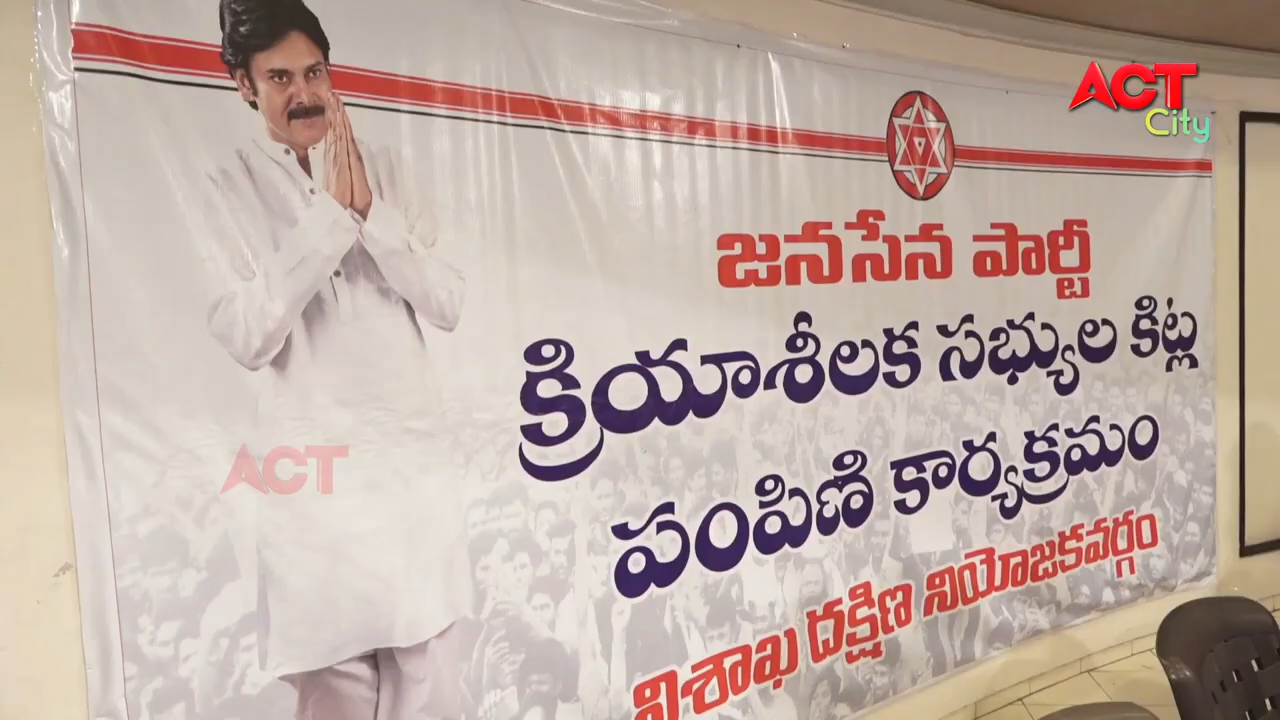 ACT
City
జనసేన పార్టీ
క్రియాశీలక సభ్యుల కిట్ల
పంపిణి కార్యక్రమం
విశాఖ దక్షిణ నియోజకవర్గం
ACT